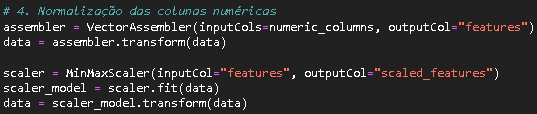 # 4. Normalização das colunas numéricas
assembler = VectorAssembler(inputCols=numeric_columns, outputCol="features")
data = assembler.transform(data)
scaler = MinMaxScaler(inputCol="features", outputCol="scaled_features")
scaler_model = scaler.fit(data)
data = scaler_model.transform(data)